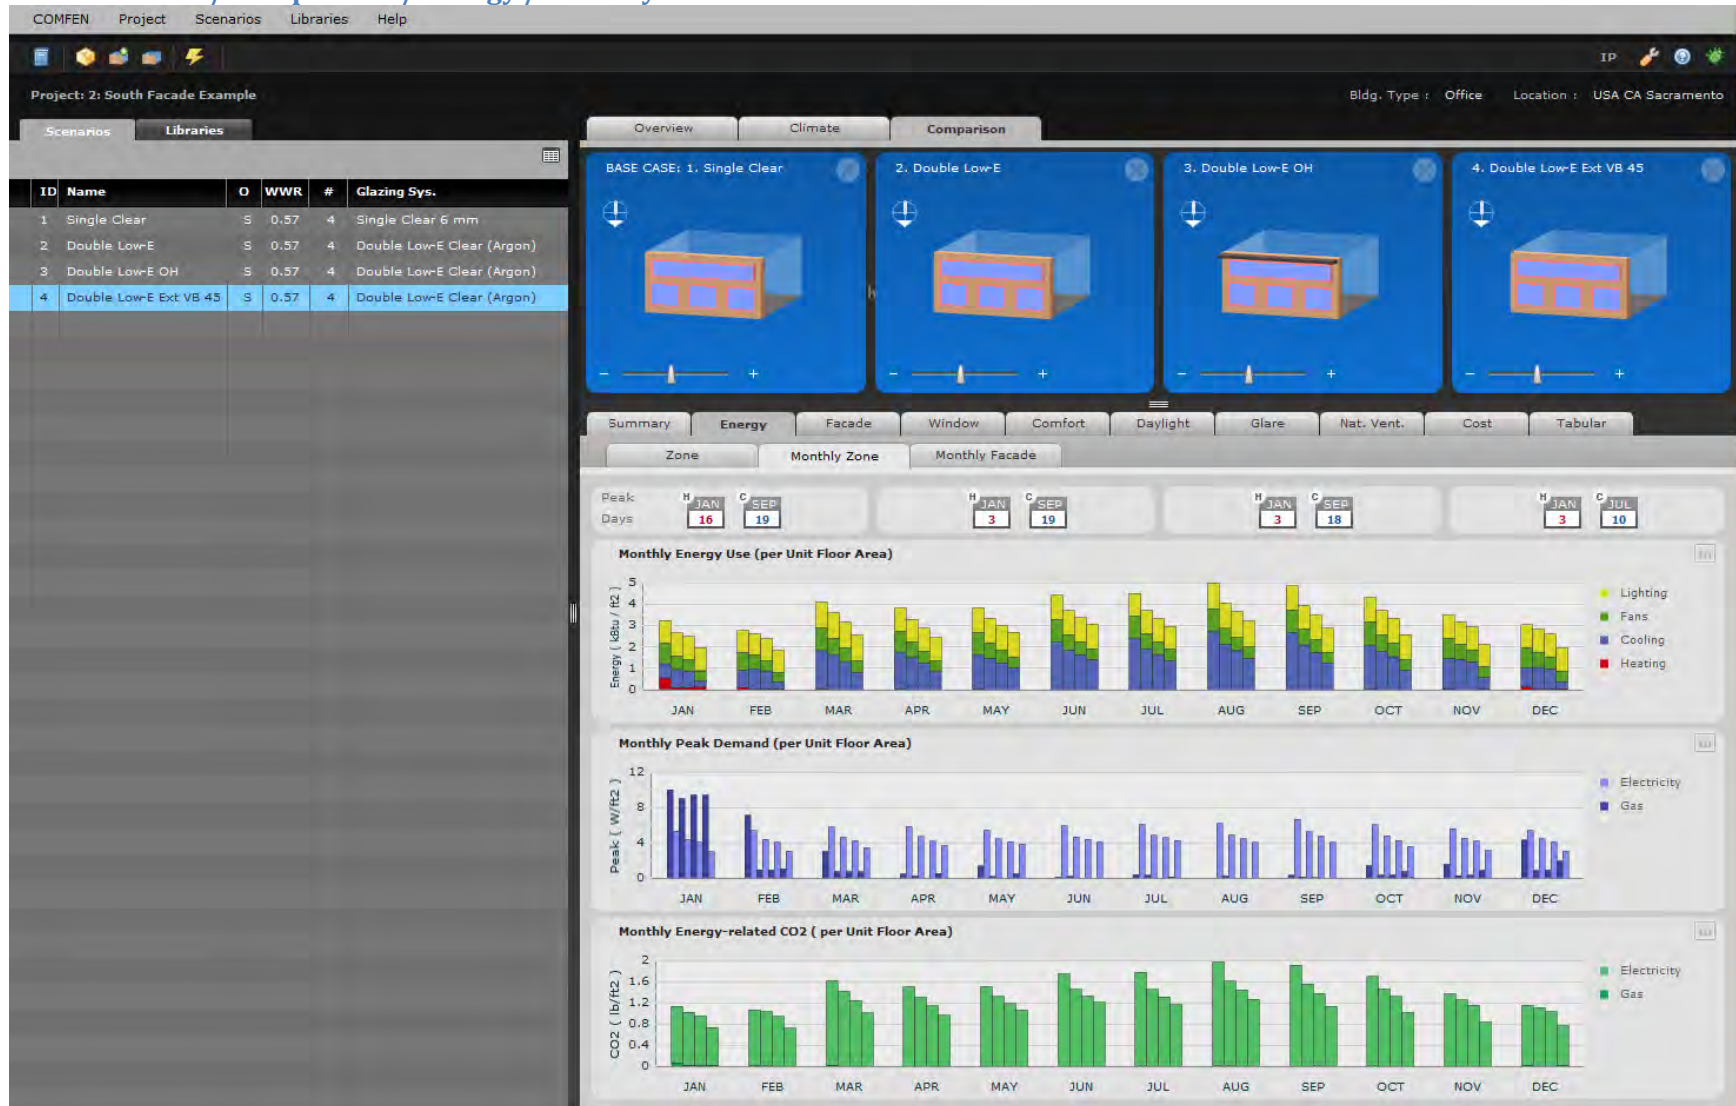 COMFEN Project Scenarios Libraries Help
IP
Project: 2: South Facade Example
Bldg. Type : Office Location : USA CA Sacramento
Scenarios Libraries
Overview Climate Comparison
ID Name O WWR # Glazing Sys.
1 Single Clear S 0.57 4 Single Clear 6 mm
2 Double Low-E S 0.57 4 Double Low-E Clear (Argon)
3 Double Low-E OH S 0.57 4 Double Low-E Clear (Argon)
4 Double Low-E Ext VB 45 S 0.57 4 Double Low-E Clear (Argon)
BASE CASE: 1. Single Clear
2. Double Low-E
3. Double Low-E OH
4. Double Low-E Ext VB 45
- +
- +
- +
- +
Summary Energy Facade Window Comfort Daylight Glare Nat. Vent. Cost Tabular
Zone Monthly Zone Monthly Facade
Peak Days
H JAN 16 C SEP 19
H JAN 3 C SEP 19
H JAN 3 C SEP 18
H JAN 3 C JUL 10
Monthly Energy Use (per Unit Floor Area)
Energy ( kBtu / ft2 )
5
4
3
2
1
0
JAN FEB MAR APR MAY JUN JUL AUG SEP OCT NOV DEC
Lighting
Fans
Cooling
Heating
Monthly Peak Demand (per Unit Floor Area)
Peak ( W/ft2 )
12
8
4
0
JAN FEB MAR APR MAY JUN JUL AUG SEP OCT NOV DEC
Electricity
Gas
Monthly Energy-related CO2 ( per Unit Floor Area)
CO2 ( lb/ft2 )
2
1.6
1.2
0.8
0.4
0
JAN FEB MAR APR MAY JUN JUL AUG SEP OCT NOV DEC
Electricity
Gas